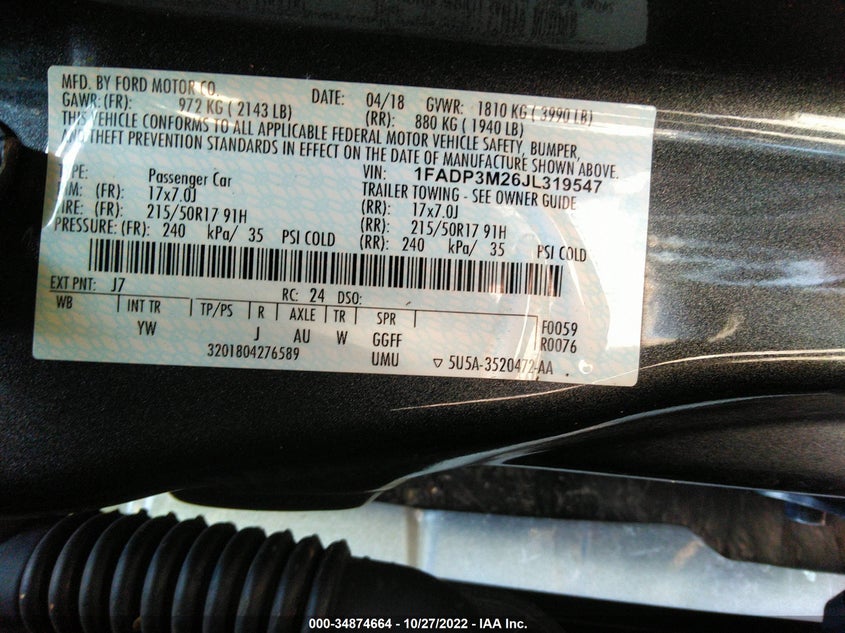 MFD. BY FORD MOTOR CO.
DATE: 04/18 GVWR: 1810 KG ( 3990 LB)
GAWR: (FR): 972 KG ( 2143 LB) (RR): 880 KG ( 1940 LB)
THIS VEHICLE CONFORMS TO ALL APPLICABLE FEDERAL MOTOR VEHICLE SAFETY, BUMPER,
AND THEFT PREVENTION STANDARDS IN EFFECT ON THE DATE OF MANUFACTURE SHOWN ABOVE.
VIN: 1FADP3M26JL319547
TYPE: Passenger Car TRAILER TOWING - SEE OWNER GUIDE
RIM: (FR): 17x7.0J (RR): 17x7.0J
TIRE: (FR): 215/50R17 91H (RR): 215/50R17 91H
PRESSURE: (FR): 240 kPa/ 35 PSI COLD (RR): 240 kPa/ 35 PSI COLD
EXT PNT: J7 RC: 24 DSO:
WB INT TR TP/PS R AXLE TR SPR F0059
YW J AU W GGFF R0076
3201804276589 UMU ▽ 5U5A-3520472-AA
000-34874664 - 10/27/2022 - IAA Inc.